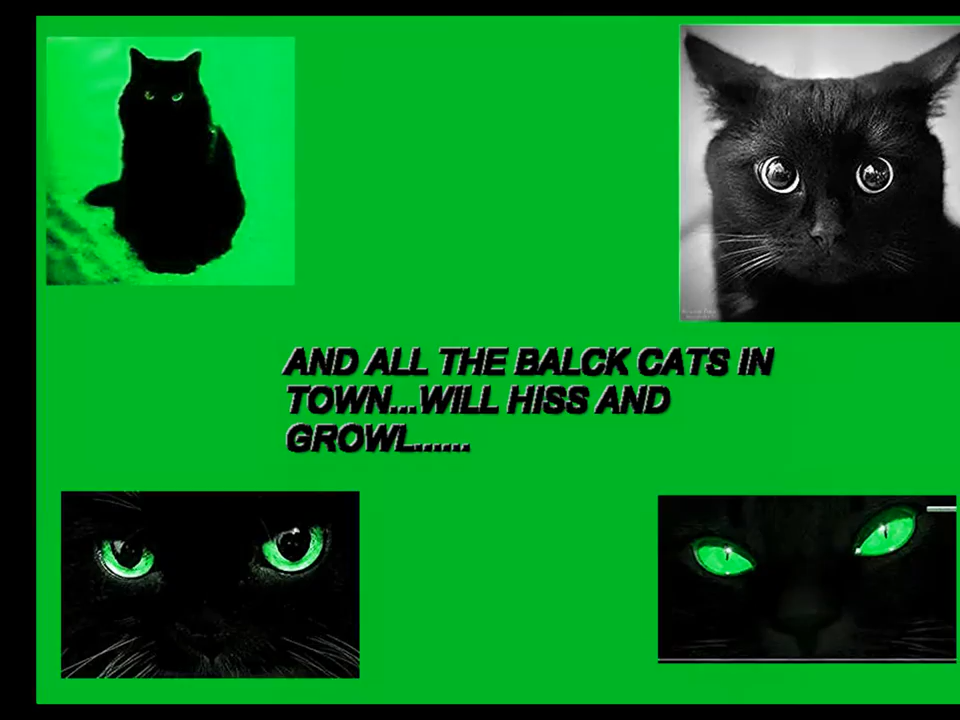 AND ALL THE BALCK CATS IN
TOWN...WILL HISS AND
GROWL......